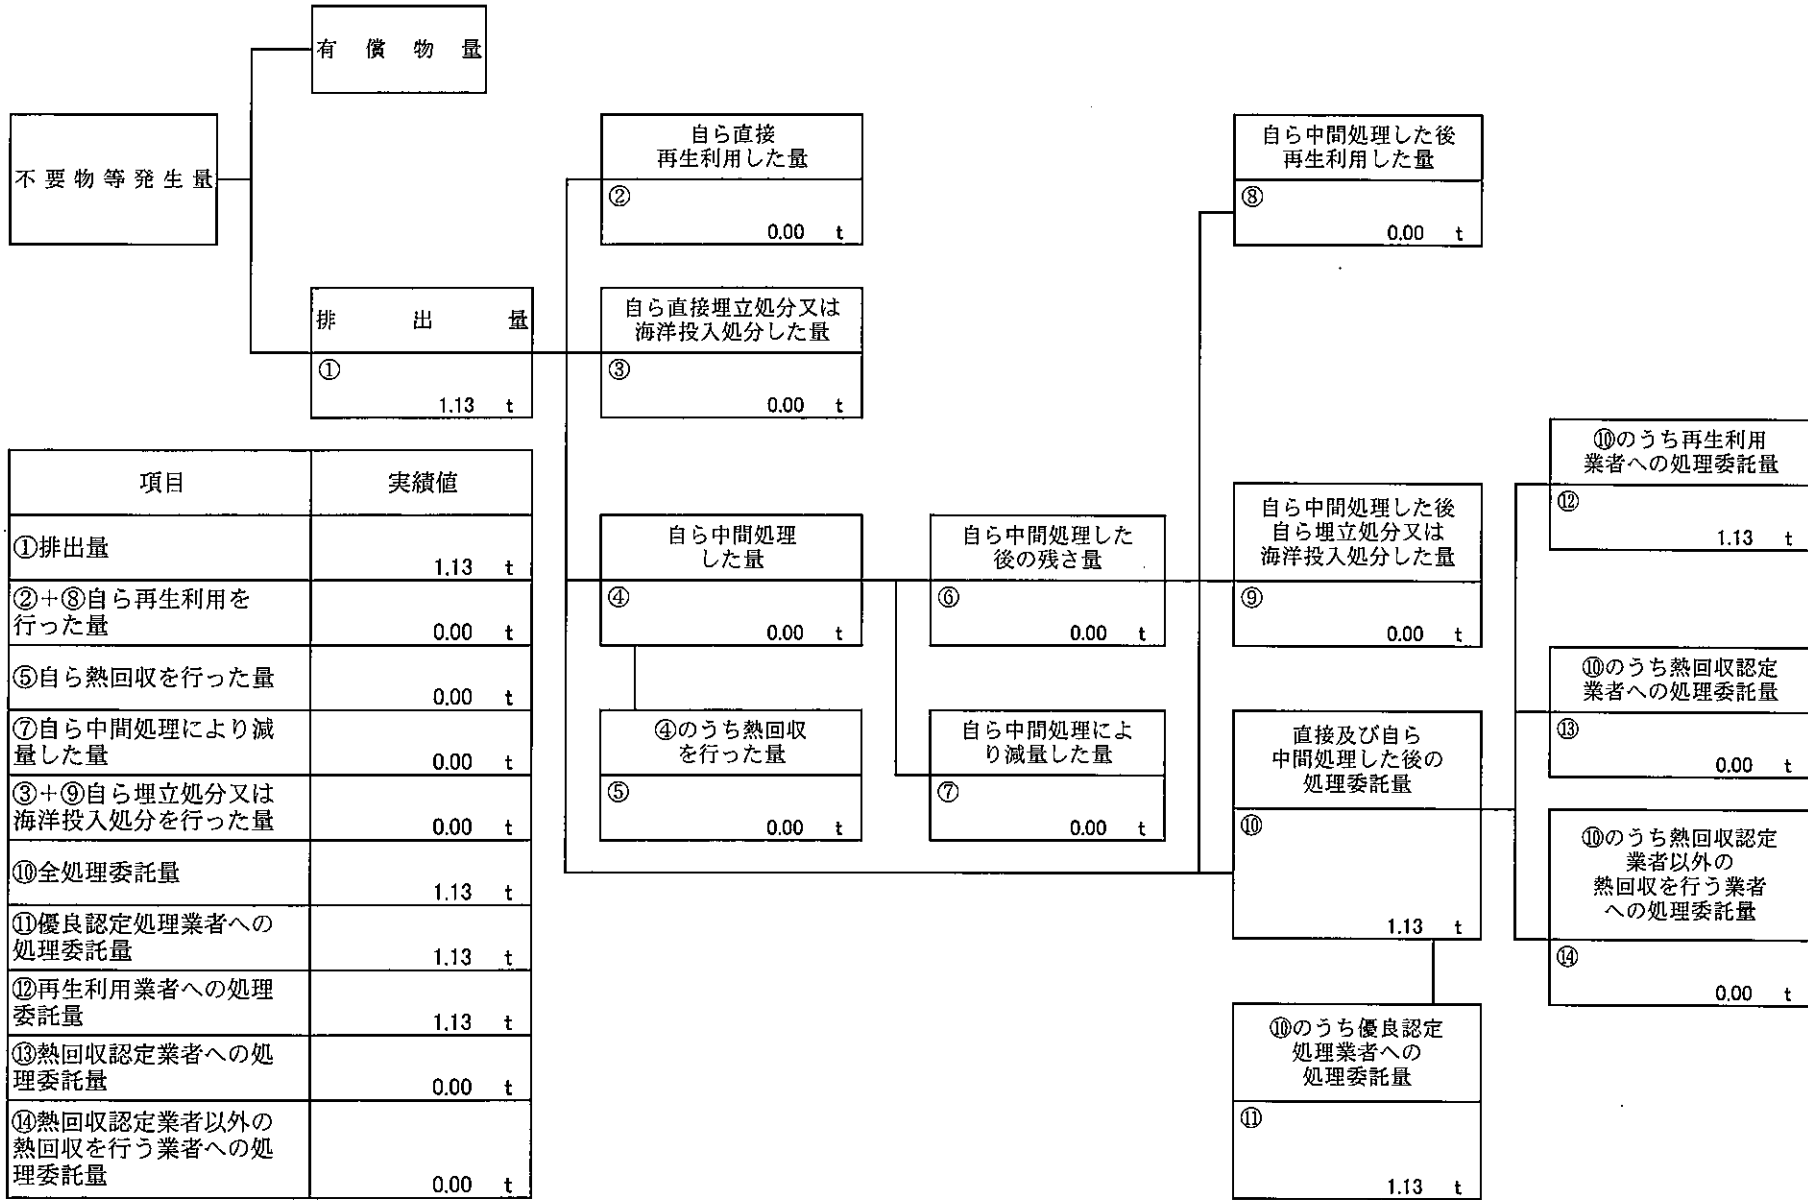 有償物量
不要物等発生量
自ら直接
再生利用した量
②
0.00 t
自ら中間処理した後
再生利用した量
⑧
0.00 t
排出量
①
1.13 t
自ら直接埋立処分又は
海洋投入処分した量
③
0.00 t
項目 実績値
①排出量
1.13 t
②+⑧自ら再生利用を
行った量
0.00 t
⑤自ら熱回収を行った量
0.00 t
⑦自ら中間処理により減
量した量
0.00 t
③+⑨自ら埋立処分又は
海洋投入処分を行った量
0.00 t
⑩全処理委託量
1.13 t
⑪優良認定処理業者への
処理委託量
1.13 t
⑫再生利用業者への処理
委託量
1.13 t
⑬熱回収認定業者への処
理委託量
0.00 t
⑭熱回収認定業者以外の
熱回収を行う業者への処
理委託量
0.00 t
自ら中間処理
した量
④
0.00 t
④のうち熱回収
を行った量
⑤
0.00 t
自ら中間処理した
後の残さ量
⑥
0.00 t
自ら中間処理によ
り減量した量
⑦
0.00 t
自ら中間処理した後
自ら埋立処分又は
海洋投入処分した量
⑨
0.00 t
直接及び自ら
中間処理した後の
処理委託量
⑩
1.13 t
⑩のうち優良認定
処理業者への
処理委託量
⑪
1.13 t
⑩のうち再生利用
業者への処理委託量
⑫
1.13 t
⑩のうち熱回収認定
業者への処理委託量
⑬
0.00 t
⑩のうち熱回収認定
業者以外の
熱回収を行う業者
への処理委託量
⑭
0.00 t